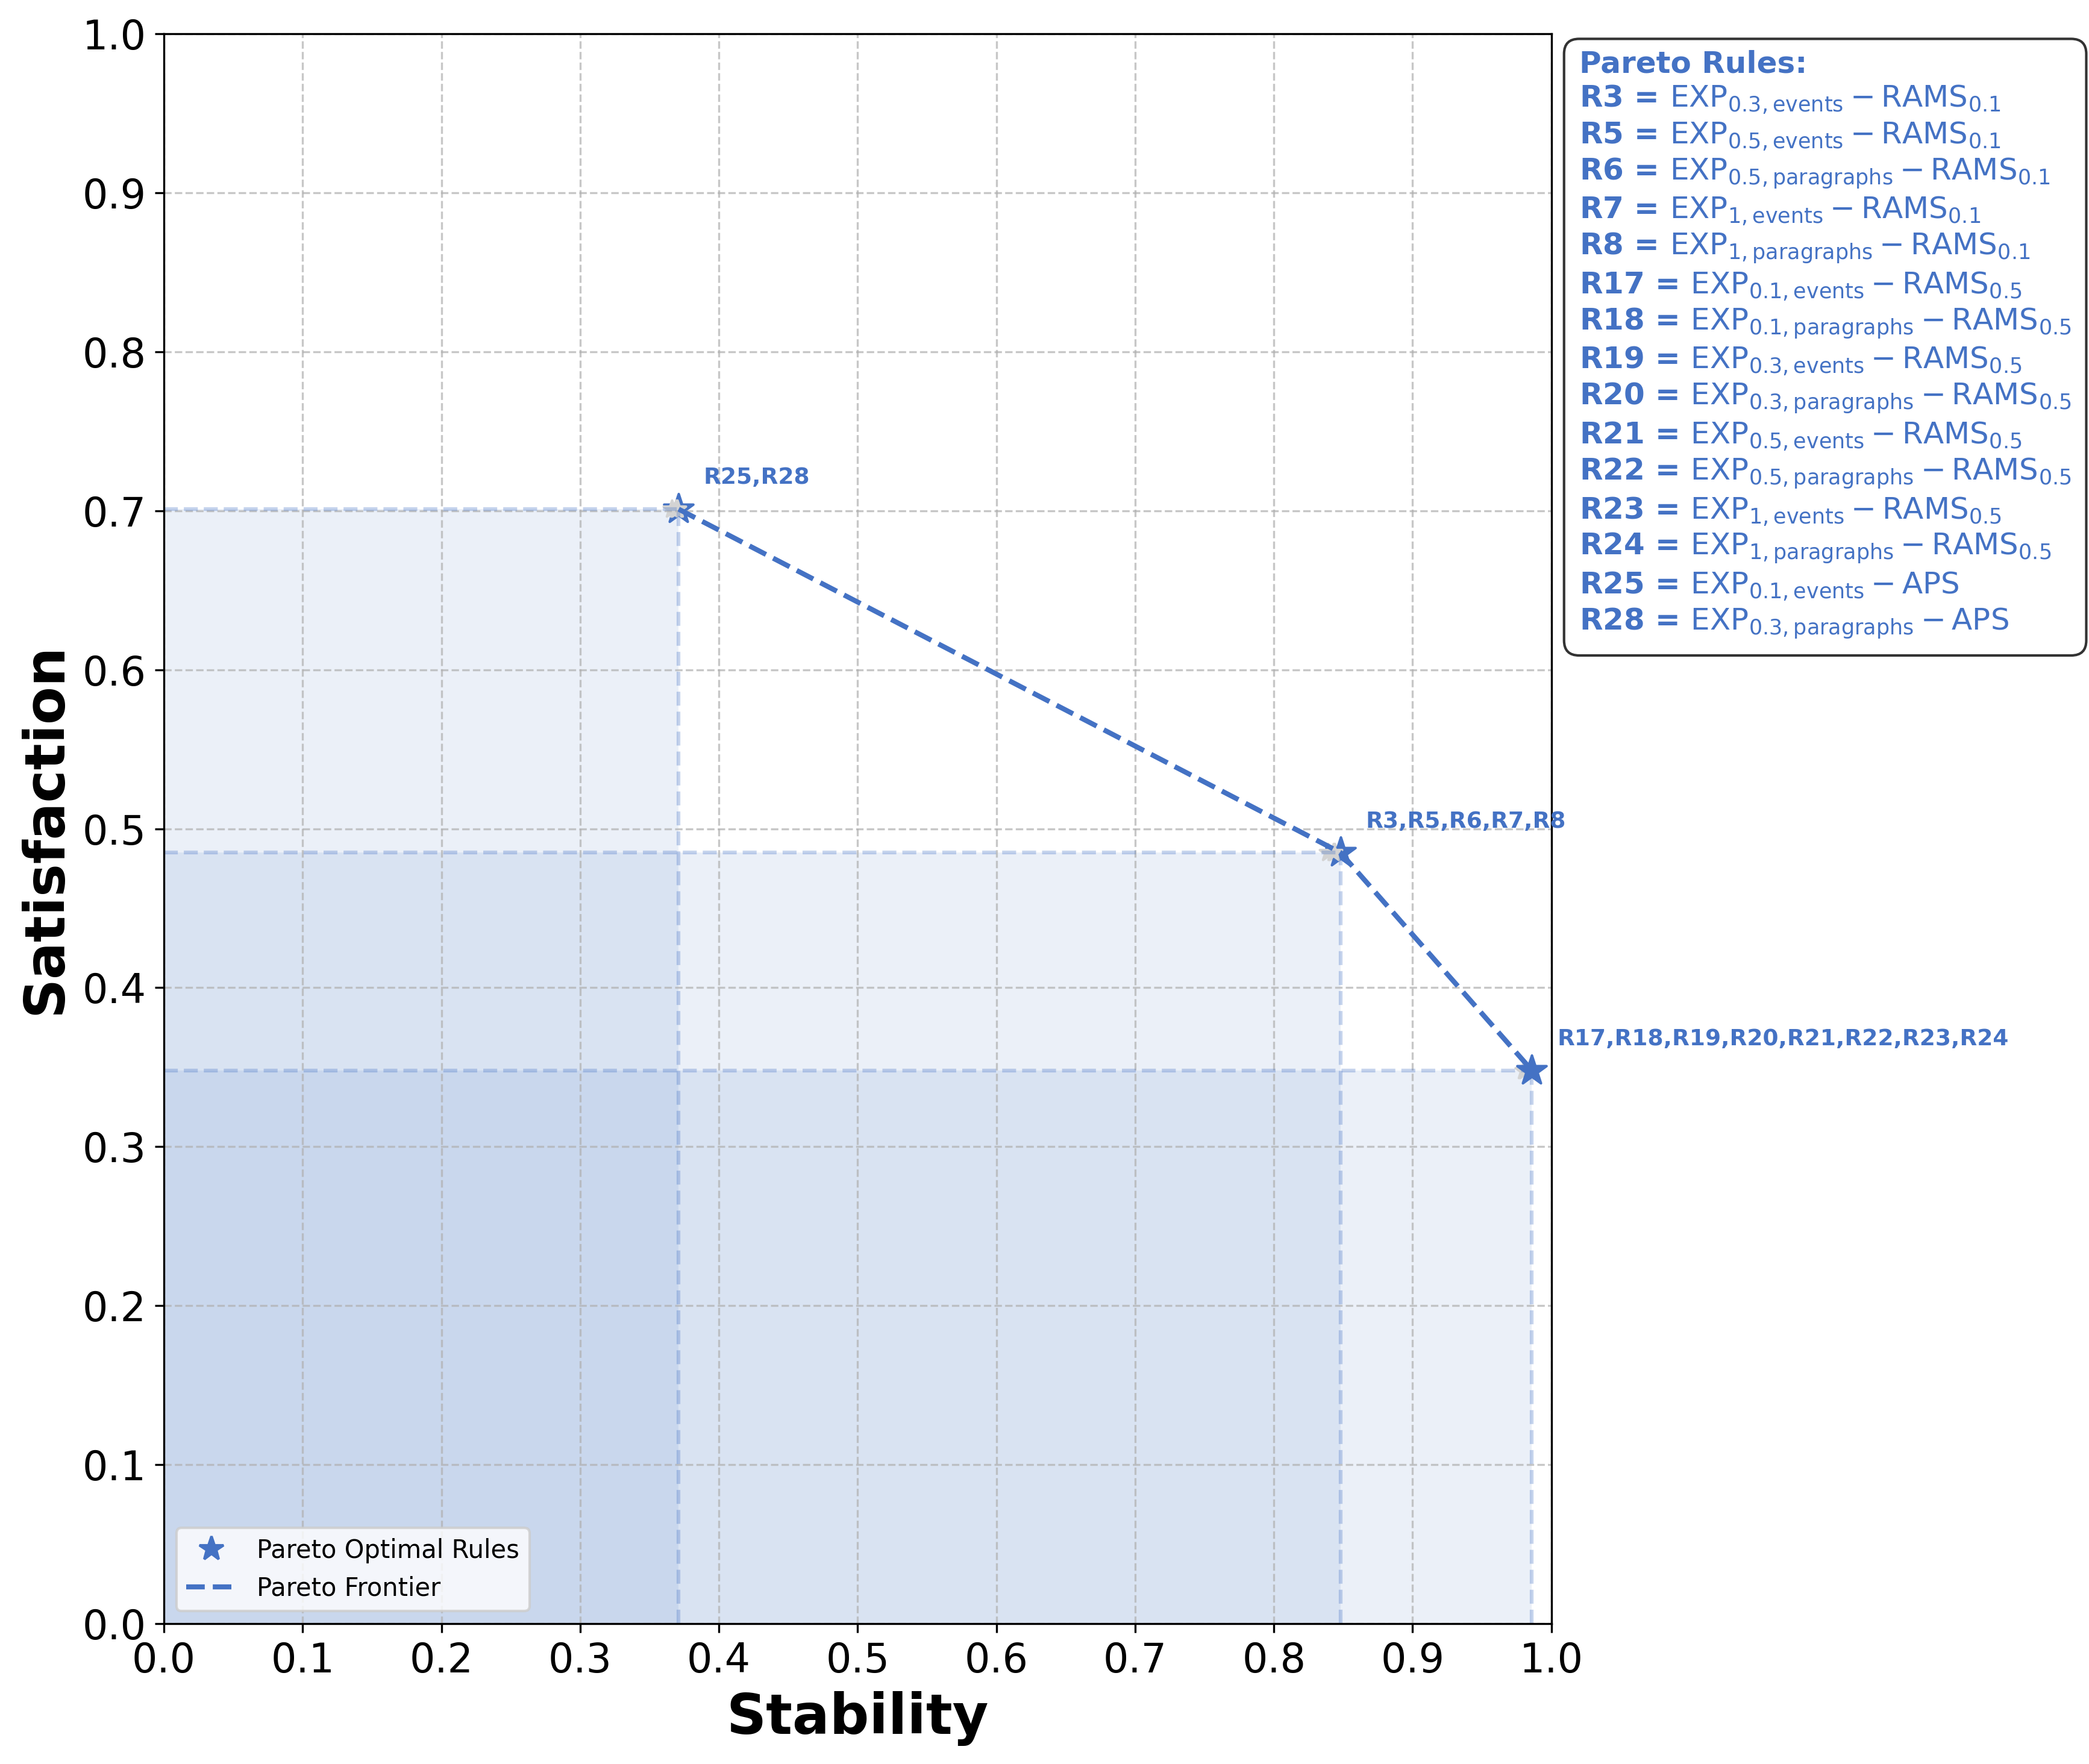 1.0
0.9
0.8
0.7
0.6
0.5
0.4
0.3
0.2
0.1
0.0
Satisfaction
R25,R28
R3,R5,R6,R7,R8
R17,R18,R19,R20,R21,R22,R23,R24
Pareto Optimal Rules
Pareto Frontier
0.0 0.1 0.2 0.3 0.4 0.5 0.6 0.7 0.8 0.9 1.0
Stability
Pareto Rules:
R3 = EXP0.3, events − RAMS0.1
R5 = EXP0.5, events − RAMS0.1
R6 = EXP0.5, paragraphs − RAMS0.1
R7 = EXP1, events − RAMS0.1
R8 = EXP1, paragraphs − RAMS0.1
R17 = EXP0.1, events − RAMS0.5
R18 = EXP0.1, paragraphs − RAMS0.5
R19 = EXP0.3, events − RAMS0.5
R20 = EXP0.3, paragraphs − RAMS0.5
R21 = EXP0.5, events − RAMS0.5
R22 = EXP0.5, paragraphs − RAMS0.5
R23 = EXP1, events − RAMS0.5
R24 = EXP1, paragraphs − RAMS0.5
R25 = EXP0.1, events − APS
R28 = EXP0.3, paragraphs − APS